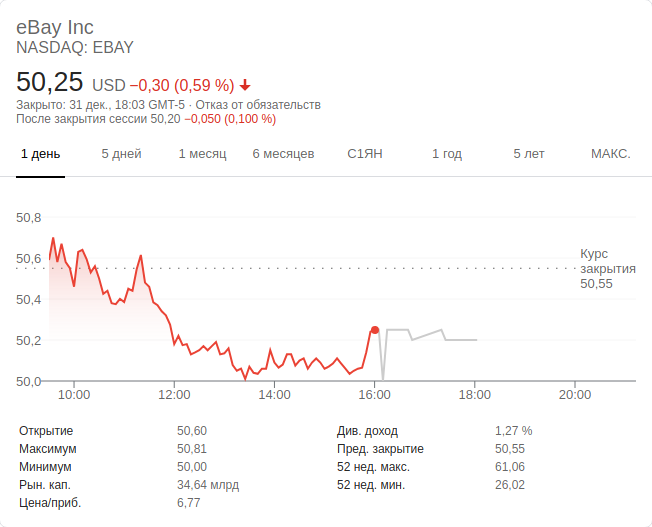 eBay Inc
NASDAQ: EBAY
50,25 USD −0,30 (0,59 %)
Закрыто: 31 дек., 18:03 GMT-5 · Отказ от обязательств
После закрытия сессии 50,20 −0,050 (0,100 %)
1 день 5 дней 1 месяц 6 месяцев С1ЯН 1 год 5 лет МАКС.
50,8
50,6
50,4
50,2
50,0
Курс
закрытия
50,55
10:00 12:00 14:00 16:00 18:00 20:00
Открытие 50,60
Максимум 50,81
Минимум 50,00
Рын. кап. 34,64 млрд
Цена/приб. 6,77
Див. доход 1,27 %
Пред. закрытие 50,55
52 нед. макс. 61,06
52 нед. мин. 26,02